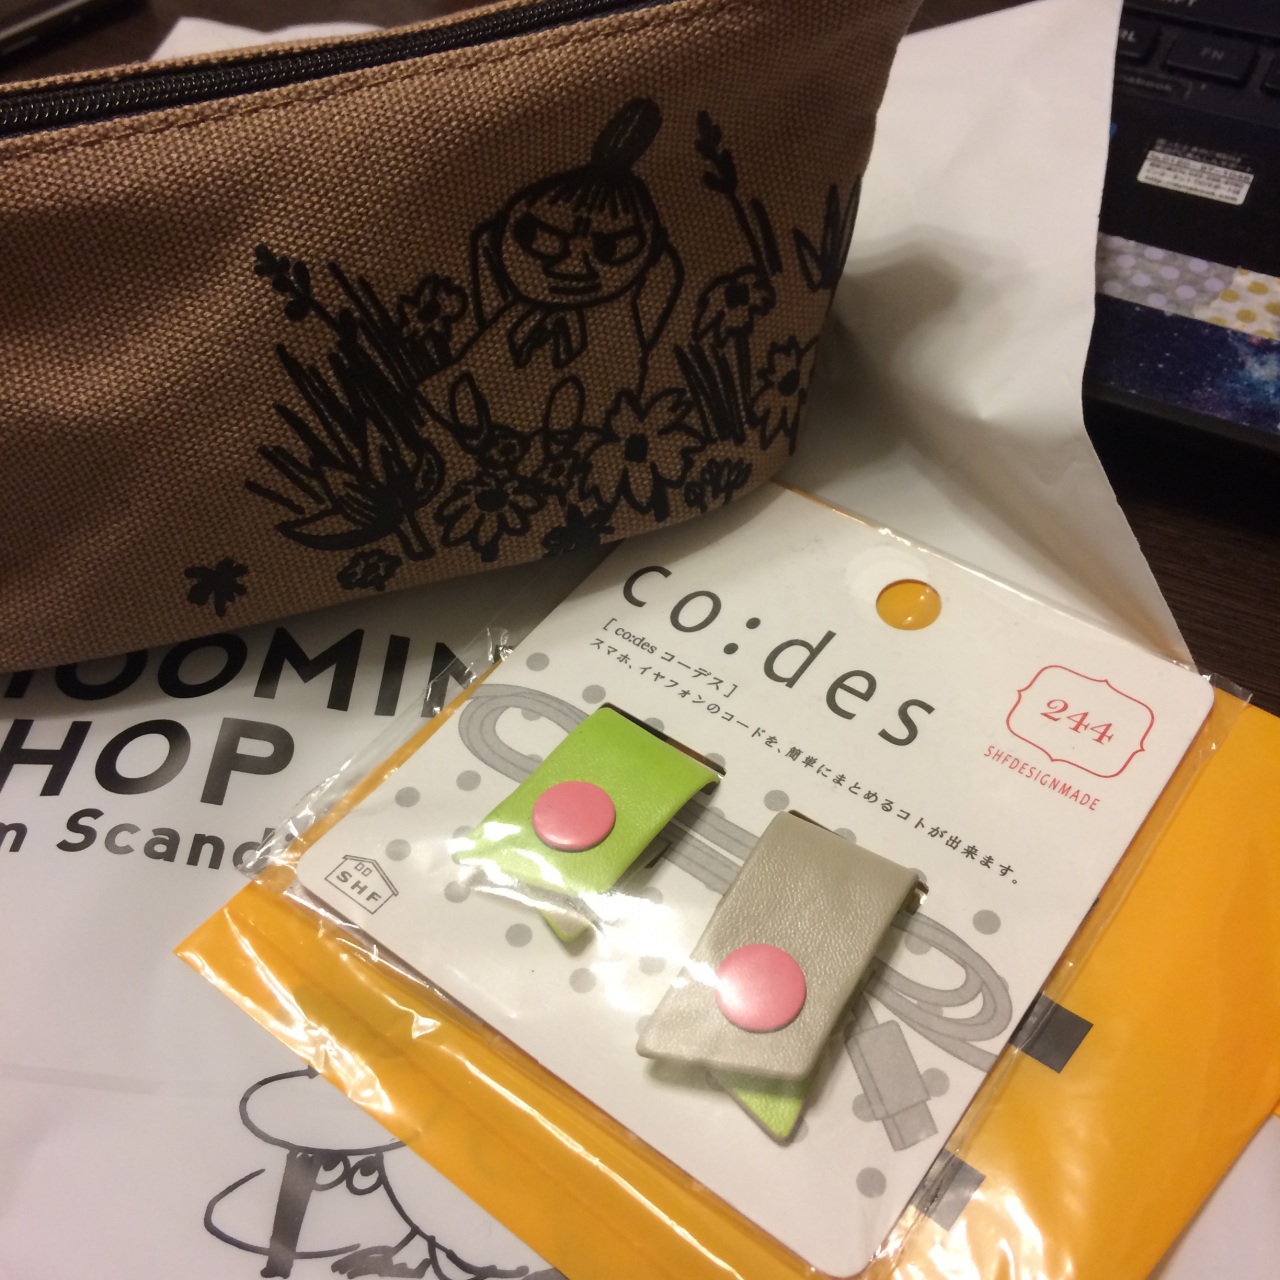 co:des
[ co:des コーデス ]
スマホ、イヤフォンのコードを、簡単にまとめるコトが出来ます。
244
SHFDESIGNMADE
SHF
OOMIN
HOP
m Scand
FN